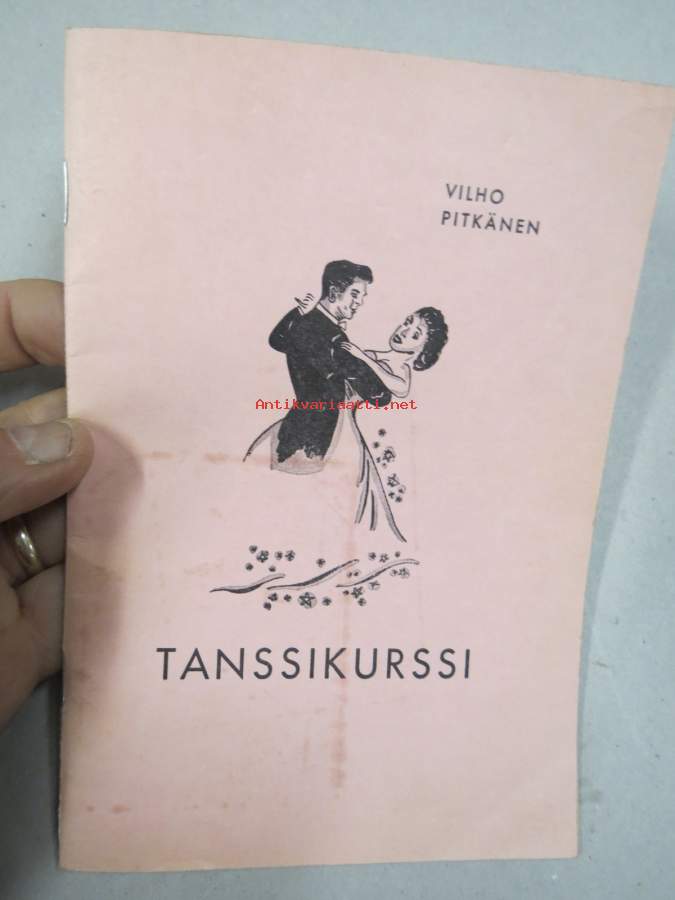 VILHO
PITKÄNEN
Antikvariaatti.net
TANSSIKURSSI